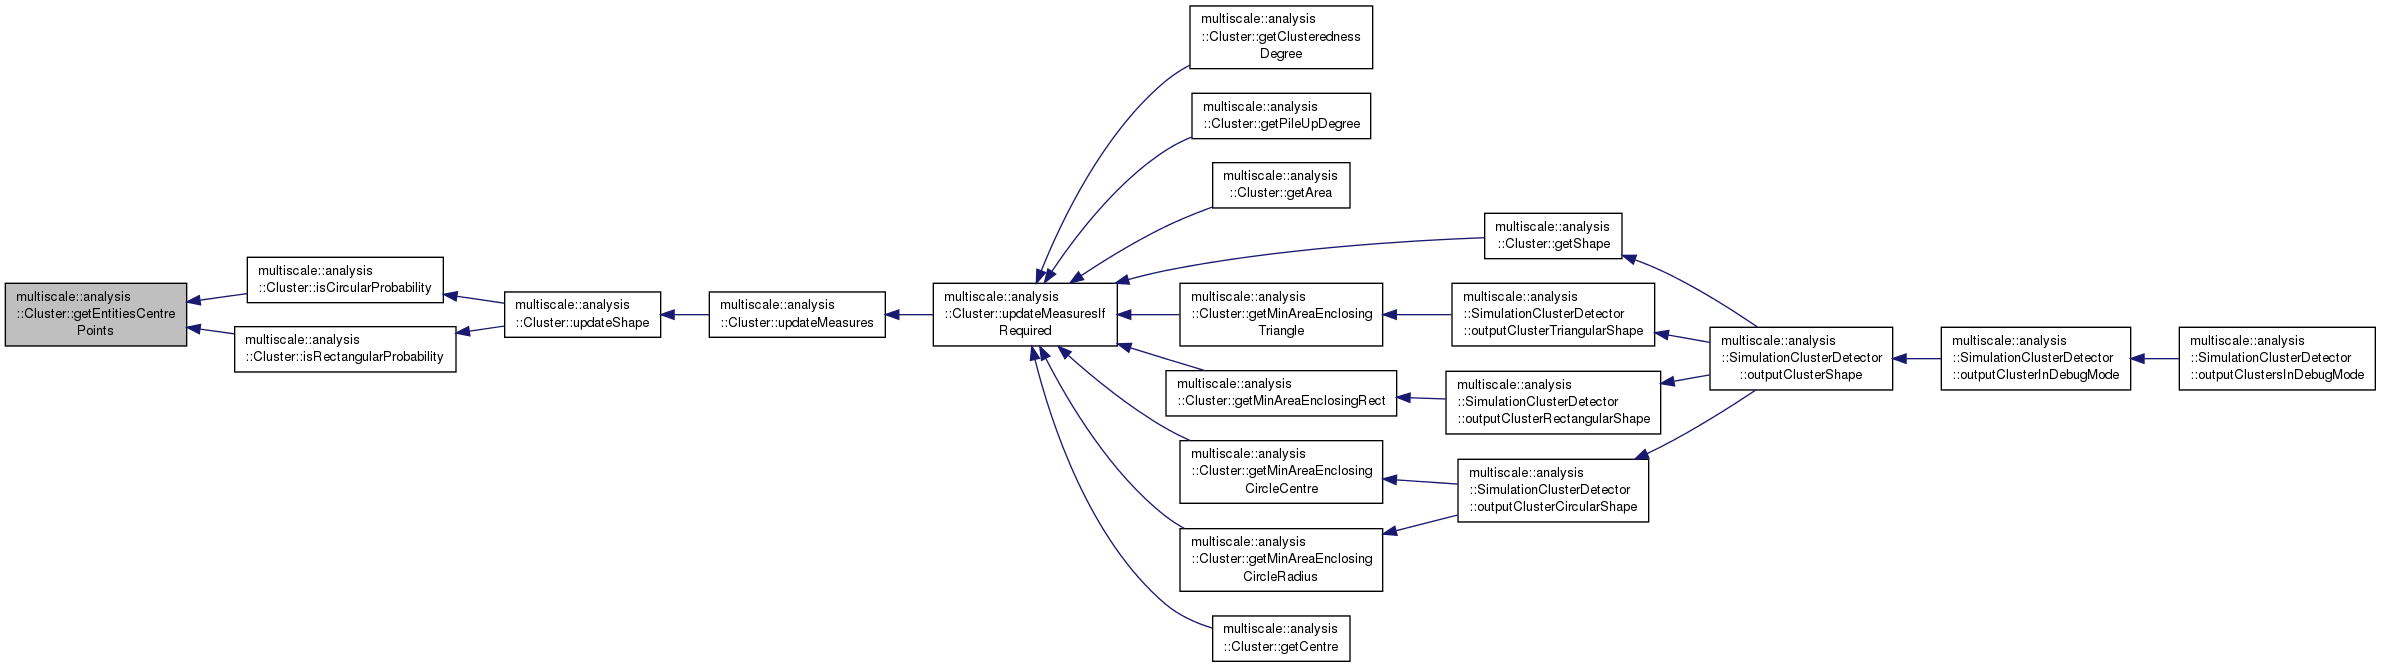 multiscale::analysis
::Cluster::getEntitiesCentre
Points
multiscale::analysis
::Cluster::isCircularProbability
multiscale::analysis
::Cluster::isRectangularProbability
multiscale::analysis
::Cluster::updateShape
multiscale::analysis
::Cluster::updateMeasures
multiscale::analysis
::Cluster::updateMeasuresIf
Required
multiscale::analysis
::Cluster::getClusteredness
Degree
multiscale::analysis
::Cluster::getPileUpDegree
multiscale::analysis
::Cluster::getArea
multiscale::analysis
::Cluster::getShape
multiscale::analysis
::Cluster::getMinAreaEnclosing
Triangle
multiscale::analysis
::Cluster::getMinAreaEnclosingRect
multiscale::analysis
::Cluster::getMinAreaEnclosing
CircleCentre
multiscale::analysis
::Cluster::getMinAreaEnclosing
CircleRadius
multiscale::analysis
::Cluster::getCentre
multiscale::analysis
::SimulationClusterDetector
::outputClusterTriangularShape
multiscale::analysis
::SimulationClusterDetector
::outputClusterRectangularShape
multiscale::analysis
::SimulationClusterDetector
::outputClusterCircularShape
multiscale::analysis
::SimulationClusterDetector
::outputClusterShape
multiscale::analysis
::SimulationClusterDetector
::outputClusterInDebugMode
multiscale::analysis
::SimulationClusterDetector
::outputClustersInDebugMode